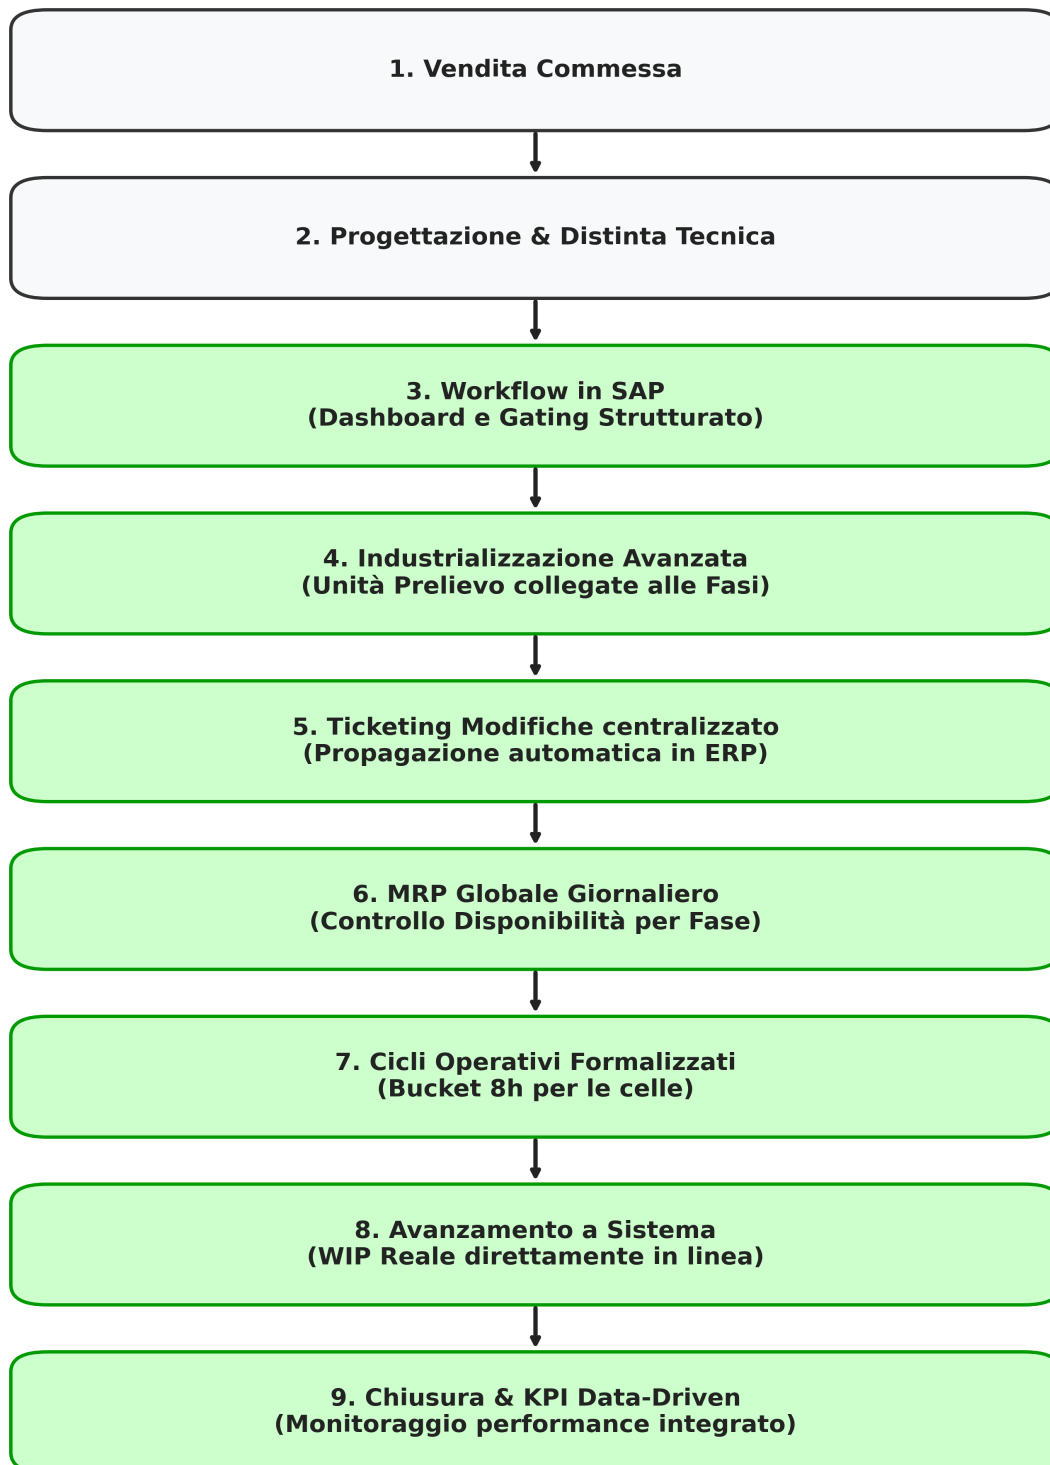 1. Vendita Commessa
2. Progettazione & Distinta Tecnica
3. Workflow in SAP
(Dashboard e Gating Strutturato)
4. Industrializzazione Avanzata
(Unità Prelievo collegate alle Fasi)
5. Ticketing Modifiche centralizzato
(Propagazione automatica in ERP)
6. MRP Globale Giornaliero
(Controllo Disponibilità per Fase)
7. Cicli Operativi Formalizzati
(Bucket 8h per le celle)
8. Avanzamento a Sistema
(WIP Reale direttamente in linea)
9. Chiusura & KPI Data-Driven
(Monitoraggio performance integrato)